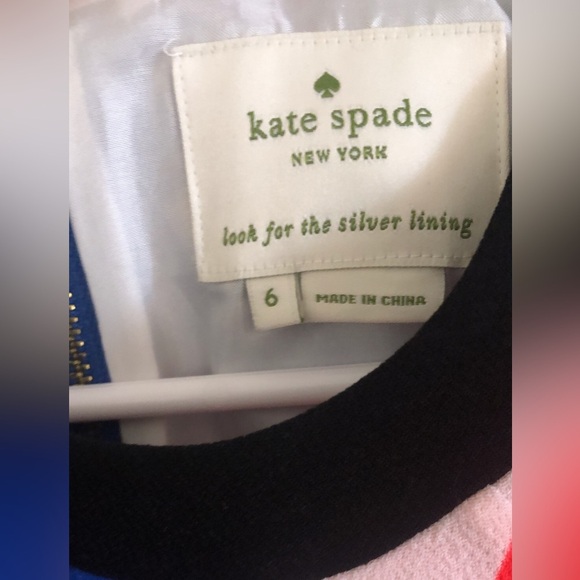 kate spade
NEW YORK
look for the silver lining
6
MADE IN CHINA